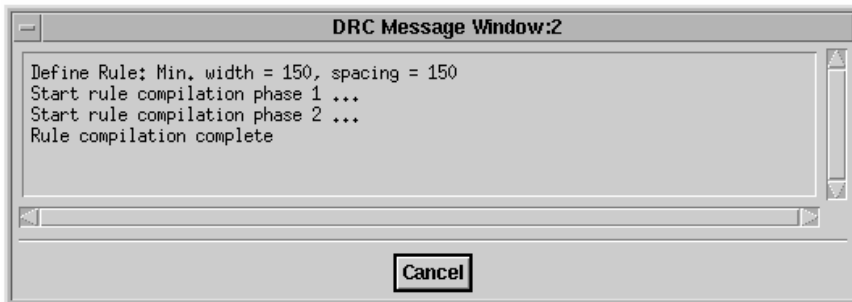 DRC Message Window:2
Define Rule: Min. width = 150, spacing = 150
Start rule compilation phase 1 ...
Start rule compilation phase 2 ...
Rule compilation complete
Cancel